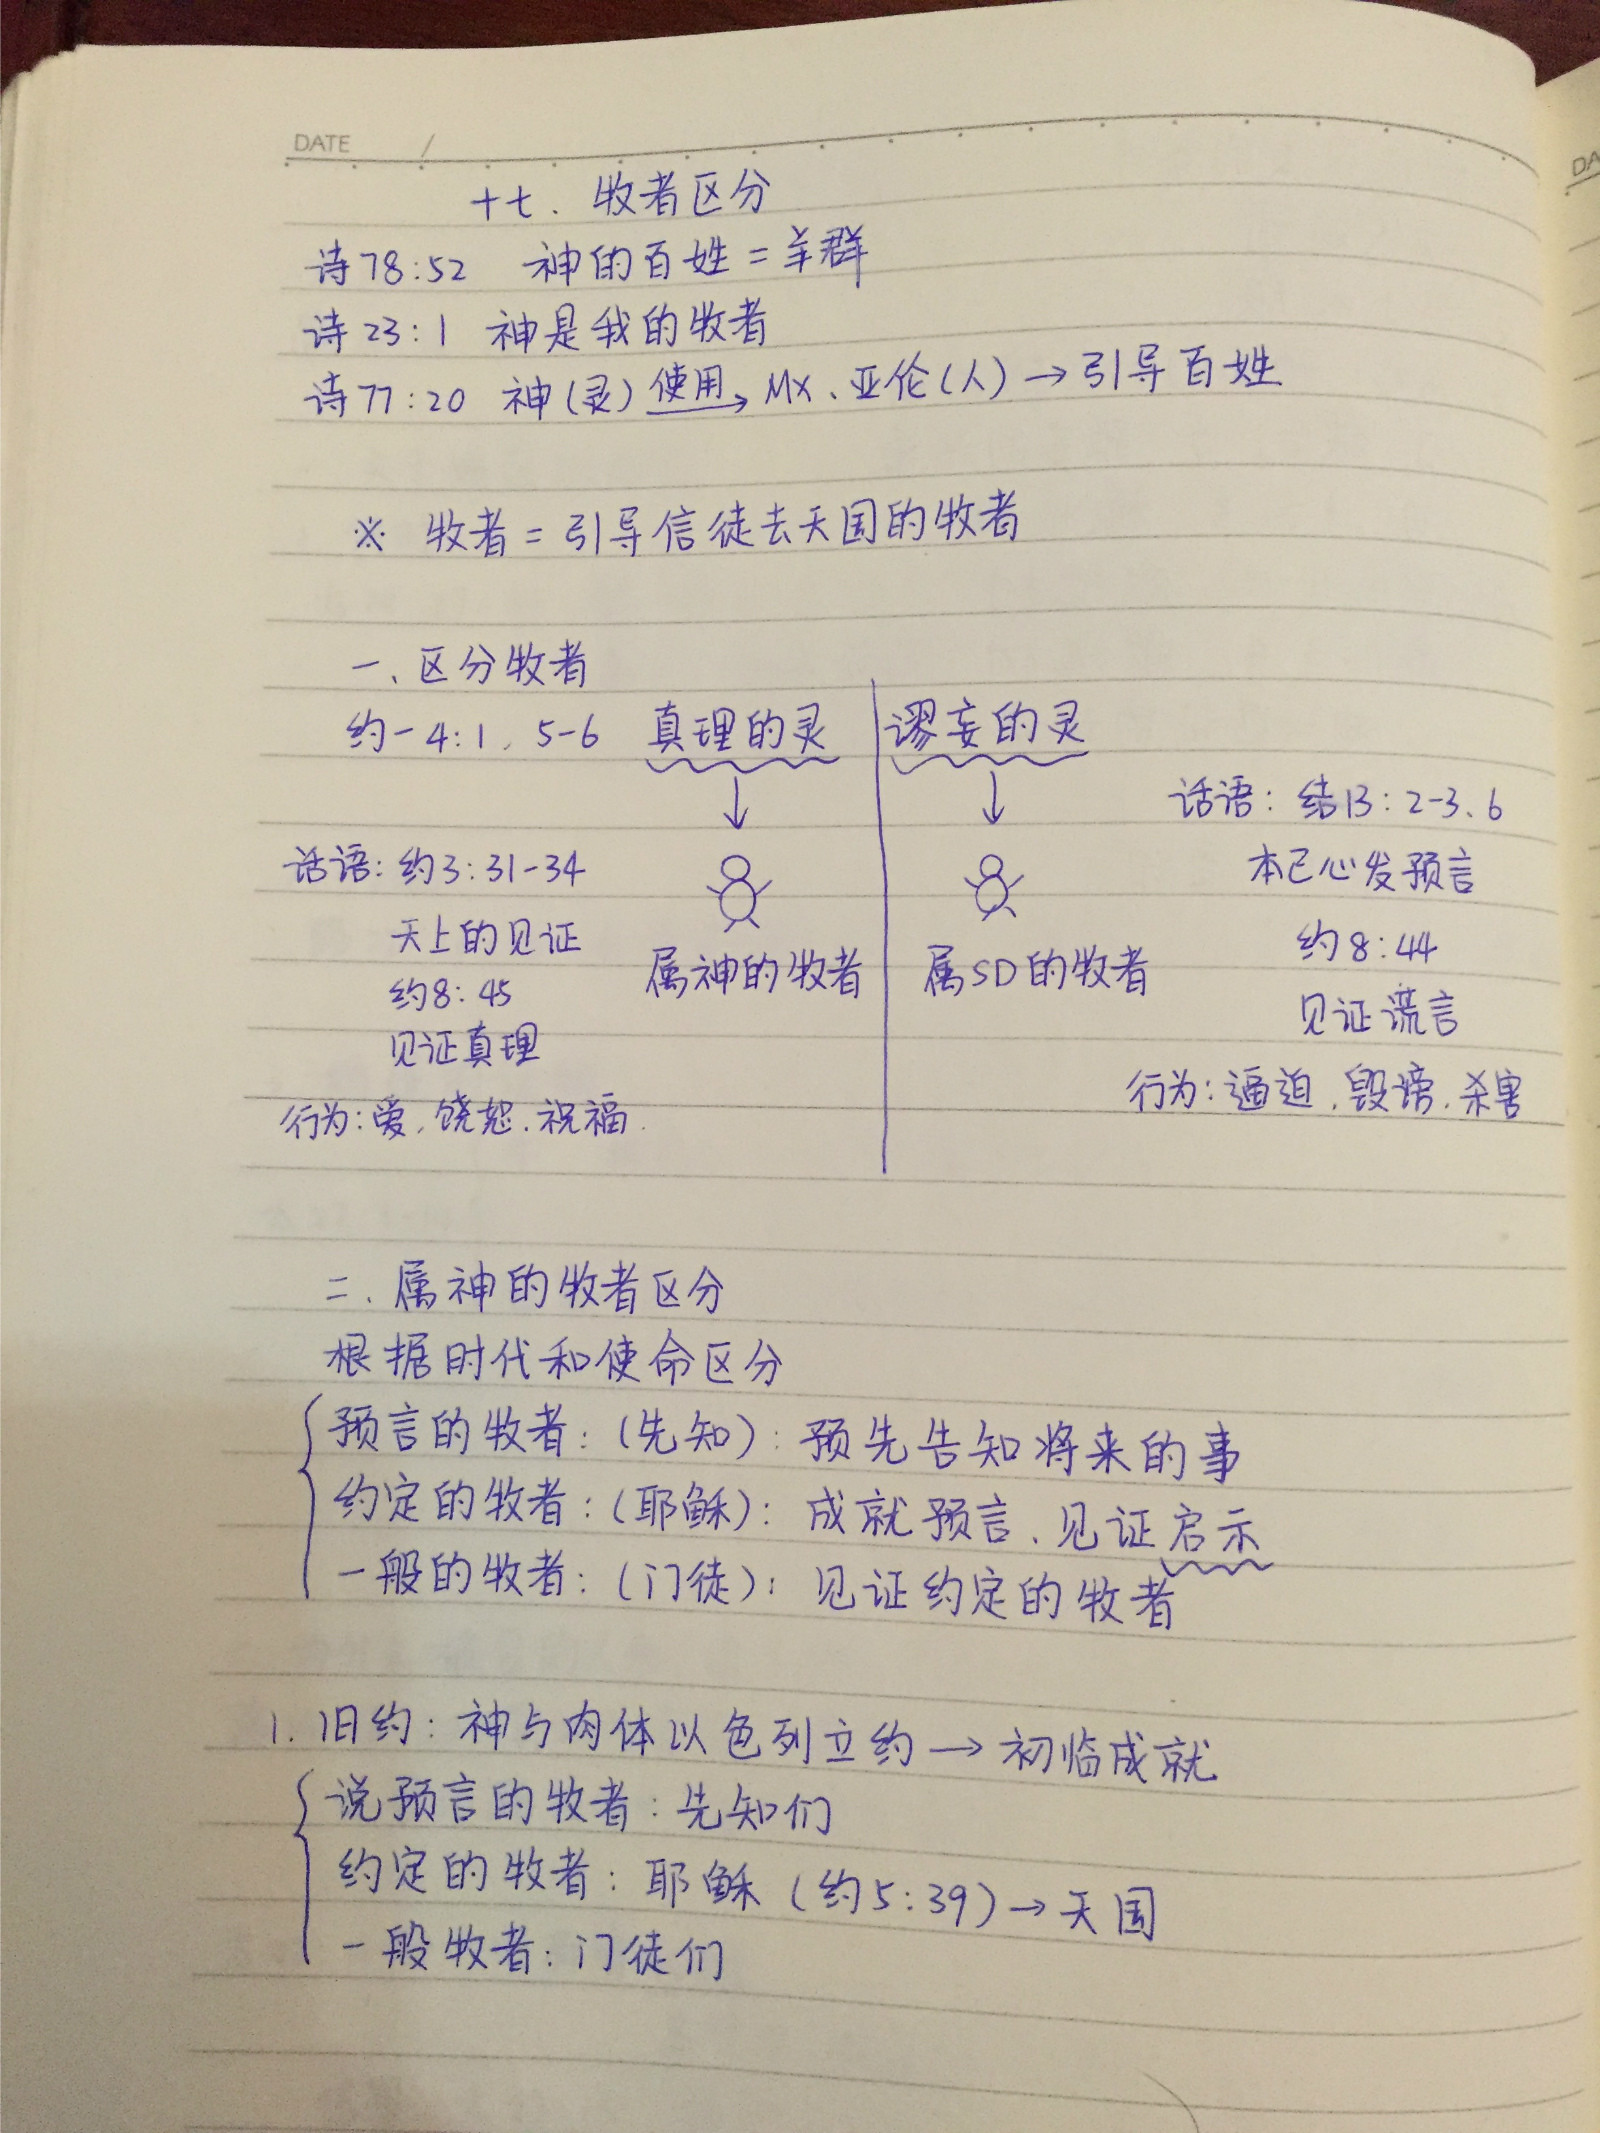 DATE /
十七、牧者区分
诗78:52 神的百姓=羊群
诗23:1 神是我的牧者
诗77:20 神(灵) 使用→ MX、亚伦(人)→引导百姓
※ 牧者=引导信徒去天国的牧者
一、区分牧者
约一4:1、5-6 真理的灵 谬妄的灵
↓ ↓
话语:结13:2-3、6
话语:约3:31-34
本己心发预言
天上的见证
约8:44
属神的牧者 属SD的牧者
约8:45
见证谎言
见证真理
行为:逼迫、毁谤、杀害
行为:爱、饶恕、祝福
二、属神的牧者区分
根据时代和使命区分
预言的牧者:(先知):预先告知将来的事
约定的牧者:(耶稣):成就预言、见证启示
一般的牧者:(门徒):见证约定的牧者
1.旧约:神与肉体以色列立约→初临成就
说预言的牧者:先知们
约定的牧者:耶稣(约5:39)→天国
一般牧者:门徒们